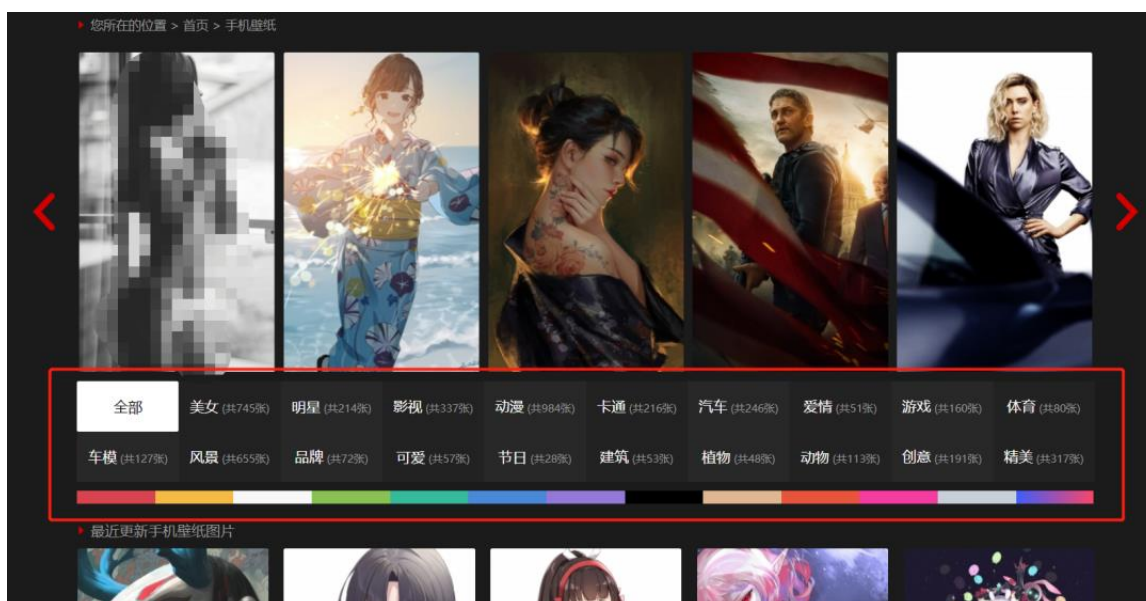 您所在的位置 > 首页 > 手机壁纸
全部 美女 (共745张) 明星 (共214张) 影视 (共337张) 动漫 (共984张) 卡通 (共216张) 汽车 (共246张) 爱情 (共51张) 游戏 (共160张) 体育 (共80张)
车模 (共127张) 风景 (共655张) 品牌 (共72张) 可爱 (共57张) 节日 (共28张) 建筑 (共53张) 植物 (共48张) 动物 (共113张) 创意 (共191张) 精美 (共317张)
最近更新手机壁纸图片